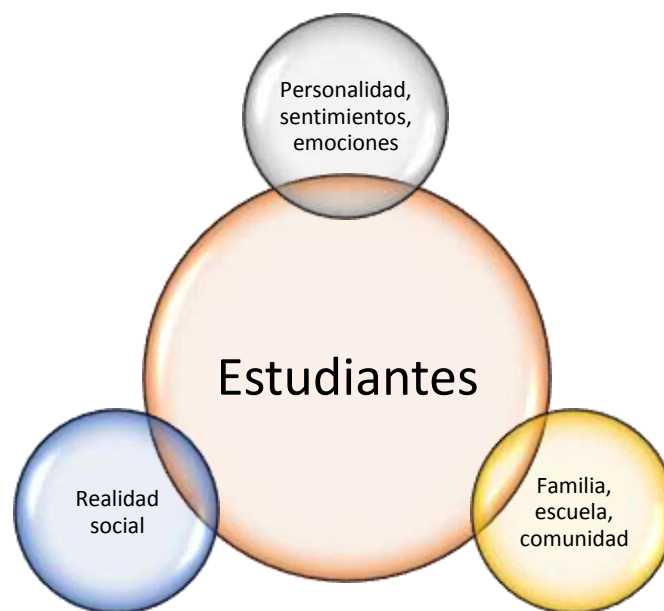 Personalidad,
sentimientos,
emociones
Estudiantes
Realidad
social
Familia,
escuela,
comunidad